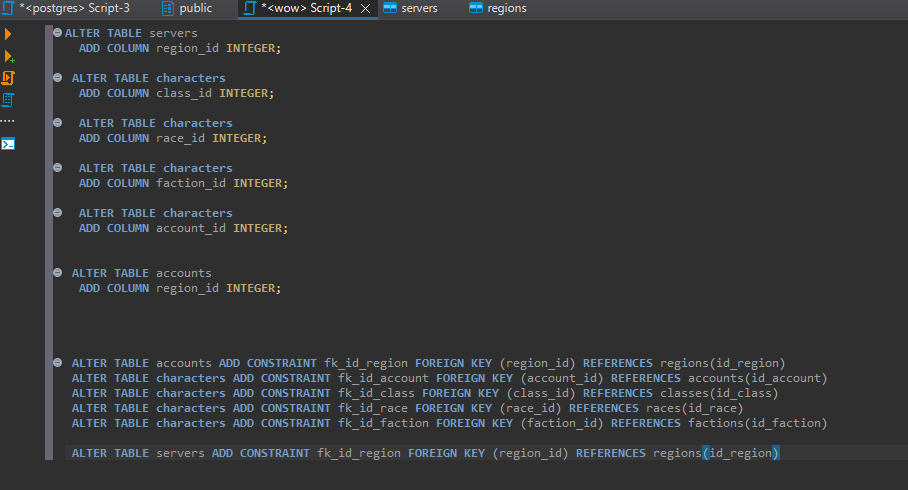 *<postgres> Script-3
public
*<wow> Script-4
servers
regions
ALTER TABLE servers
ADD COLUMN region_id INTEGER;
ALTER TABLE characters
ADD COLUMN class_id INTEGER;
ALTER TABLE characters
ADD COLUMN race_id INTEGER;
ALTER TABLE characters
ADD COLUMN faction_id INTEGER;
ALTER TABLE characters
ADD COLUMN account_id INTEGER;
ALTER TABLE accounts
ADD COLUMN region_id INTEGER;
ALTER TABLE accounts ADD CONSTRAINT fk_id_region FOREIGN KEY (region_id) REFERENCES regions(id_region)
ALTER TABLE characters ADD CONSTRAINT fk_id_account FOREIGN KEY (account_id) REFERENCES accounts(id_account)
ALTER TABLE characters ADD CONSTRAINT fk_id_class FOREIGN KEY (class_id) REFERENCES classes(id_class)
ALTER TABLE characters ADD CONSTRAINT fk_id_race FOREIGN KEY (race_id) REFERENCES races(id_race)
ALTER TABLE characters ADD CONSTRAINT fk_id_faction FOREIGN KEY (faction_id) REFERENCES factions(id_faction)
ALTER TABLE servers ADD CONSTRAINT fk_id_region FOREIGN KEY (region_id) REFERENCES regions(id_region)